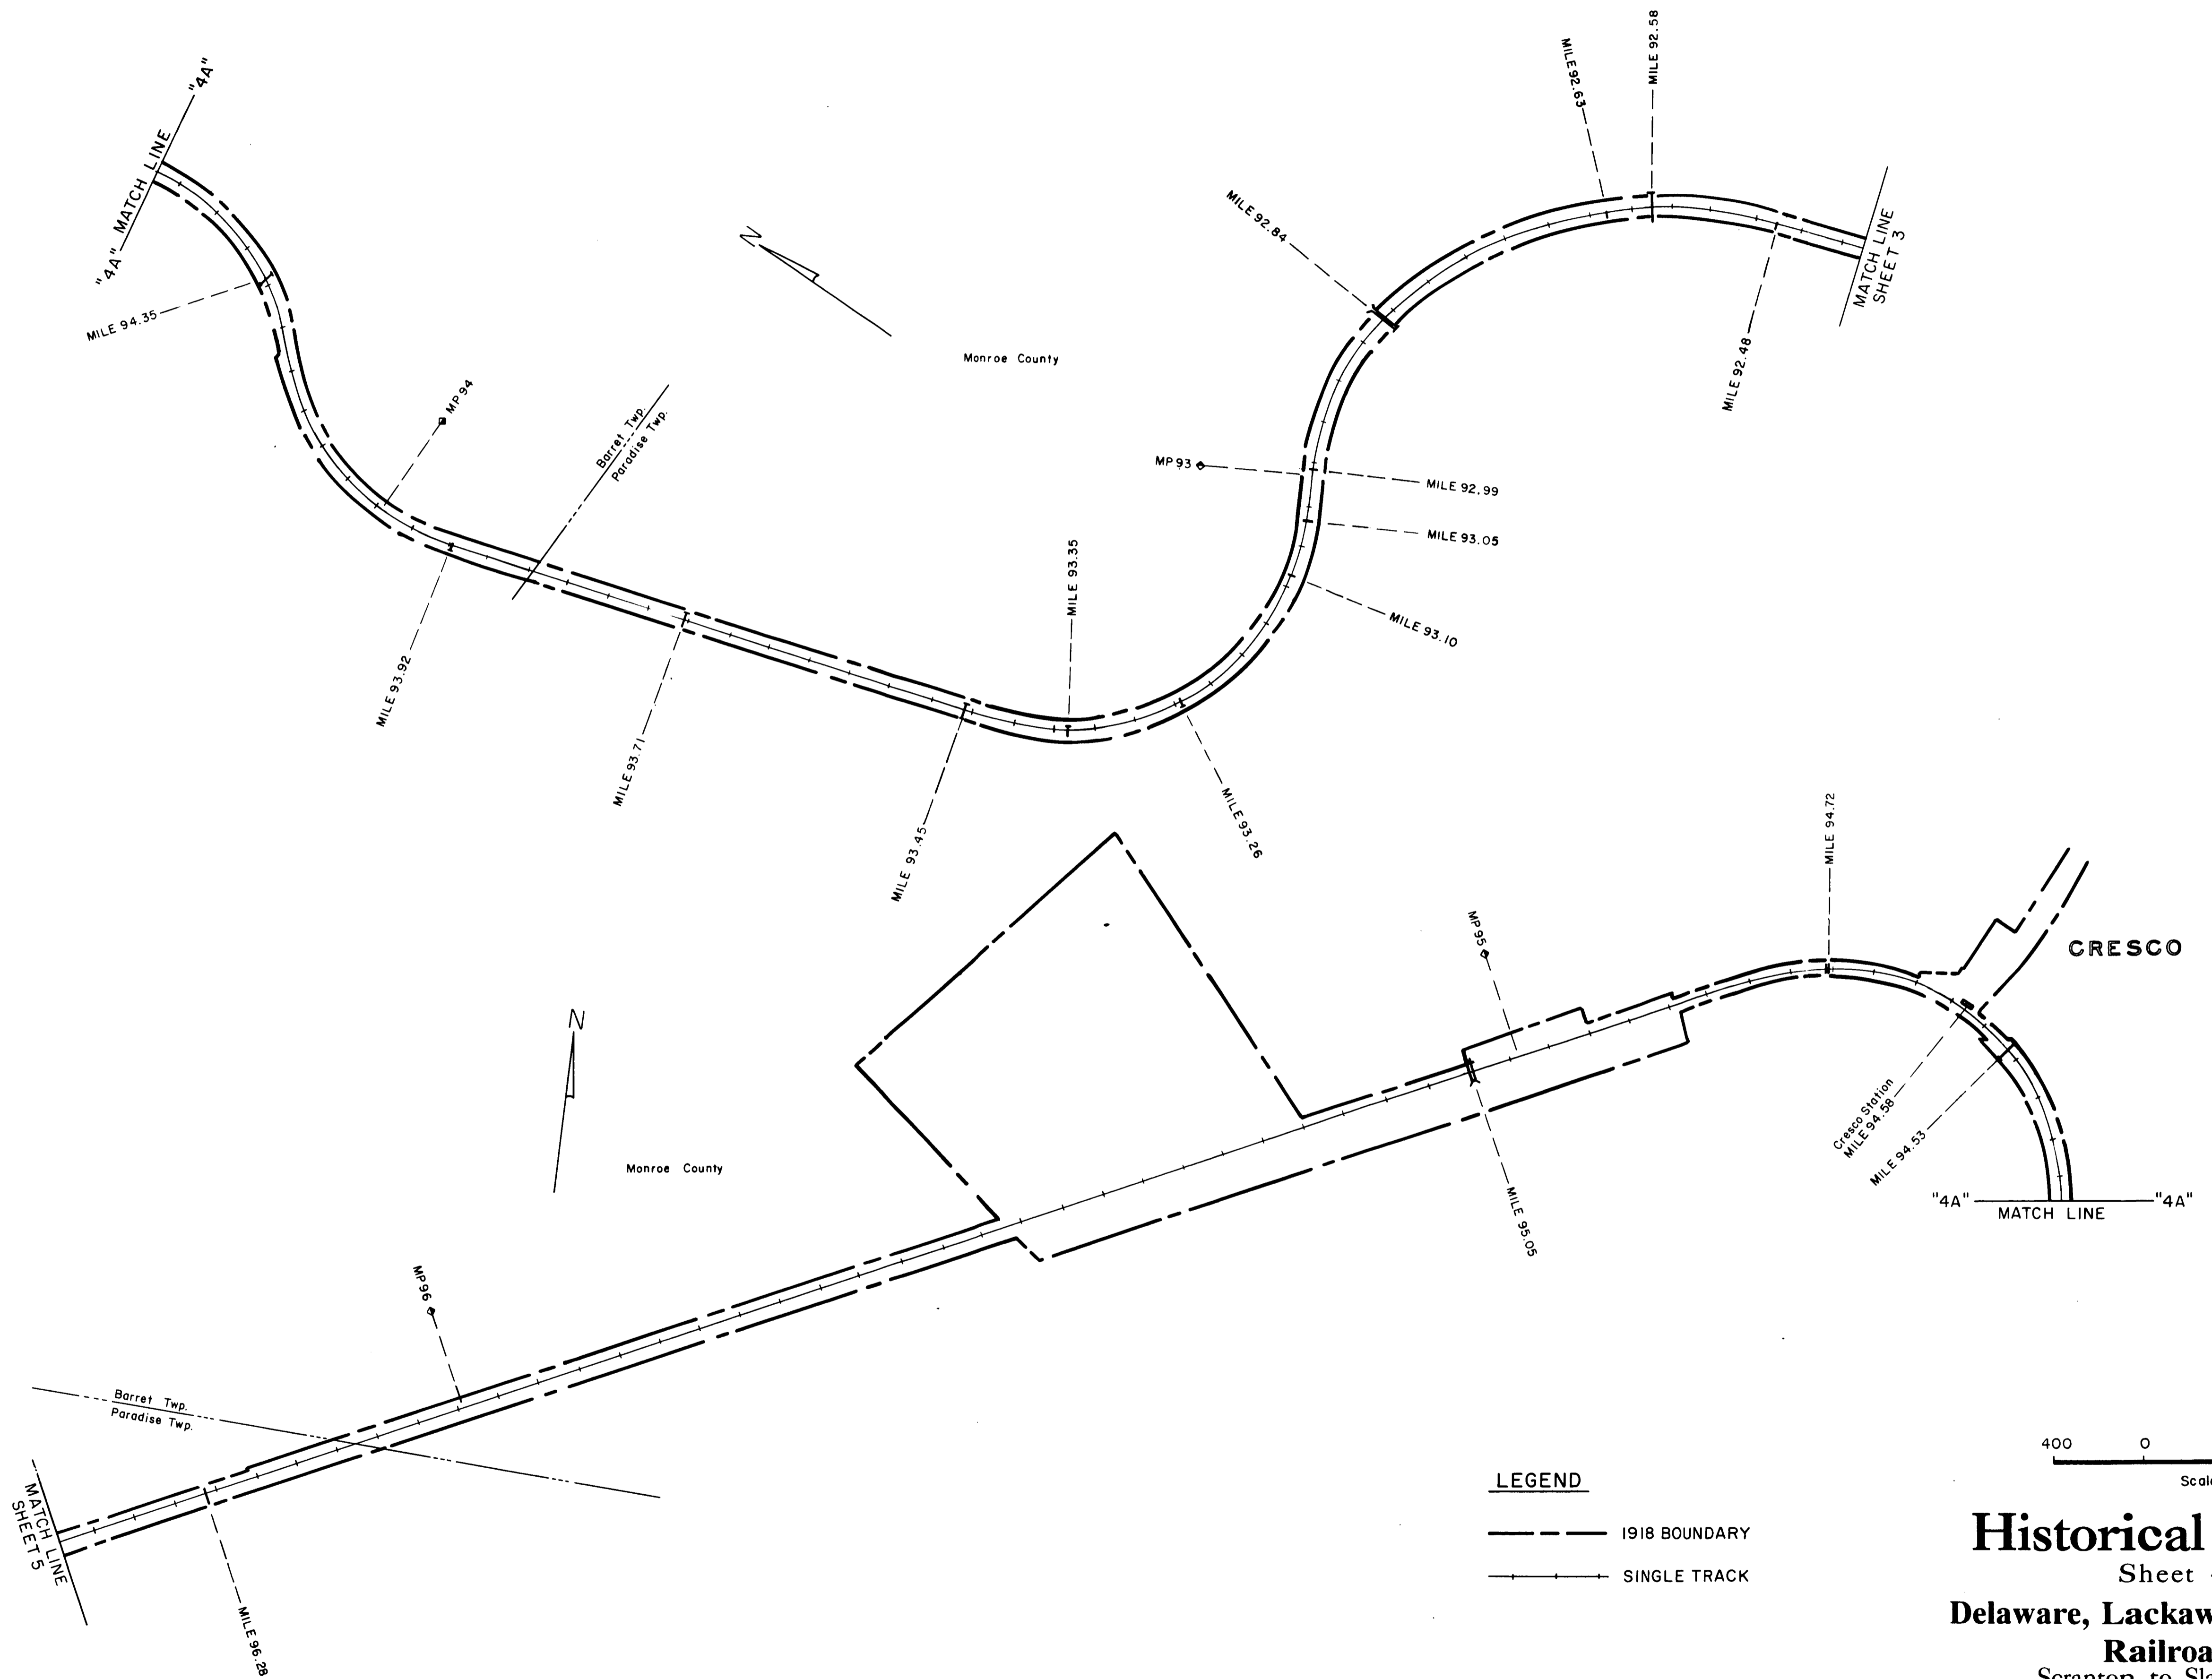 "4A"
"4A" MATCH LINE
MILE 94.35
MP 94
Barret Twp.
Paradise Twp.
MILE 93.92
MILE 93.71
MILE 93.45
MILE 93.35
MILE 93.26
N
Monroe County
MILE 92.84
MILE 92.63
MILE 92.58
MILE 92.48
MATCH LINE
SHEET 3
MP 93
MILE 92.99
MILE 93.05
MILE 93.10
MILE 94.72
CRESCO
MP 95
MILE 95.05
Cresco Station
MILE 94.58
MILE 94.53
"4A" "4A"
MATCH LINE
N
Monroe County
MP96
Barret Twp.
Paradise Twp.
MATCH LINE
SHEET 5
MILE 96.28
LEGEND
1918 BOUNDARY
SINGLE TRACK
400 0
Historical
Sheet
Delaware,
Scranton to